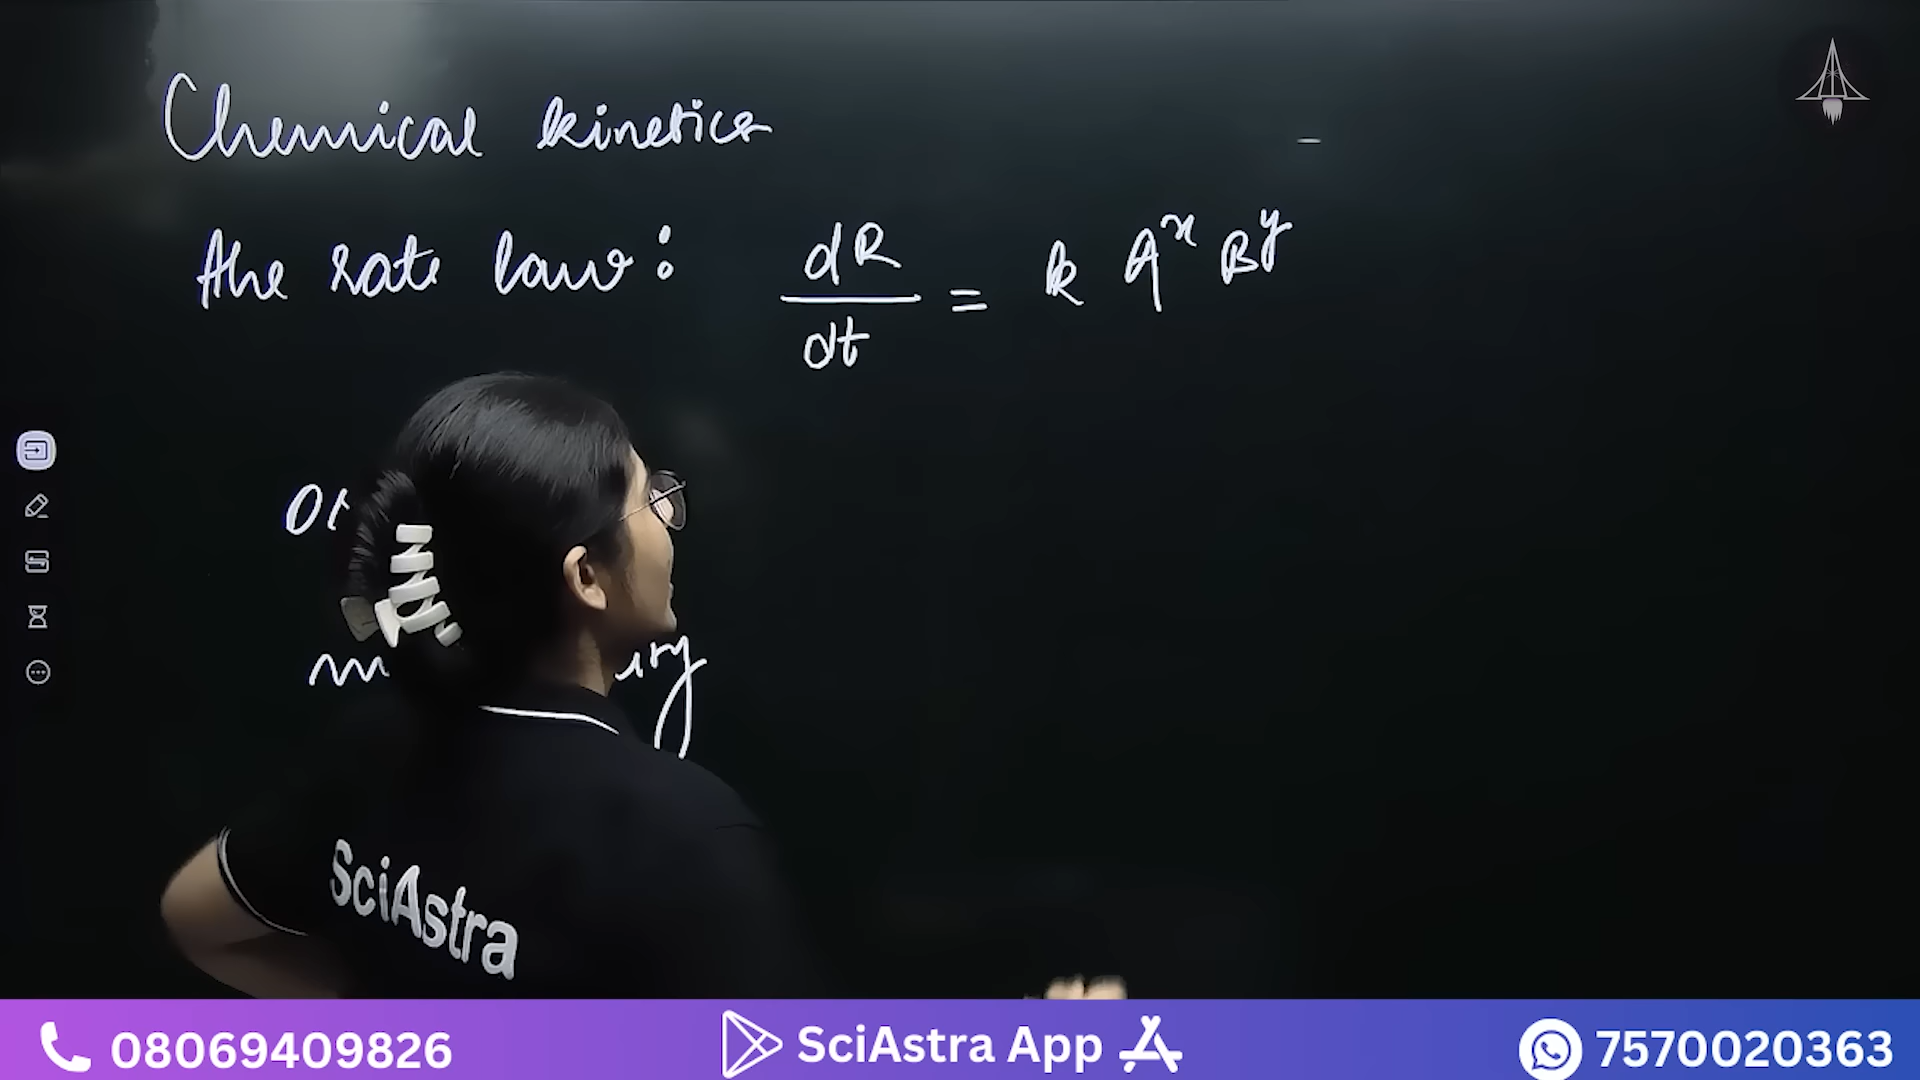 Chemical kinetics
The rate law : dR/dt = k A^x B^y
SciAstra
08069409826 SciAstra App 7570020363